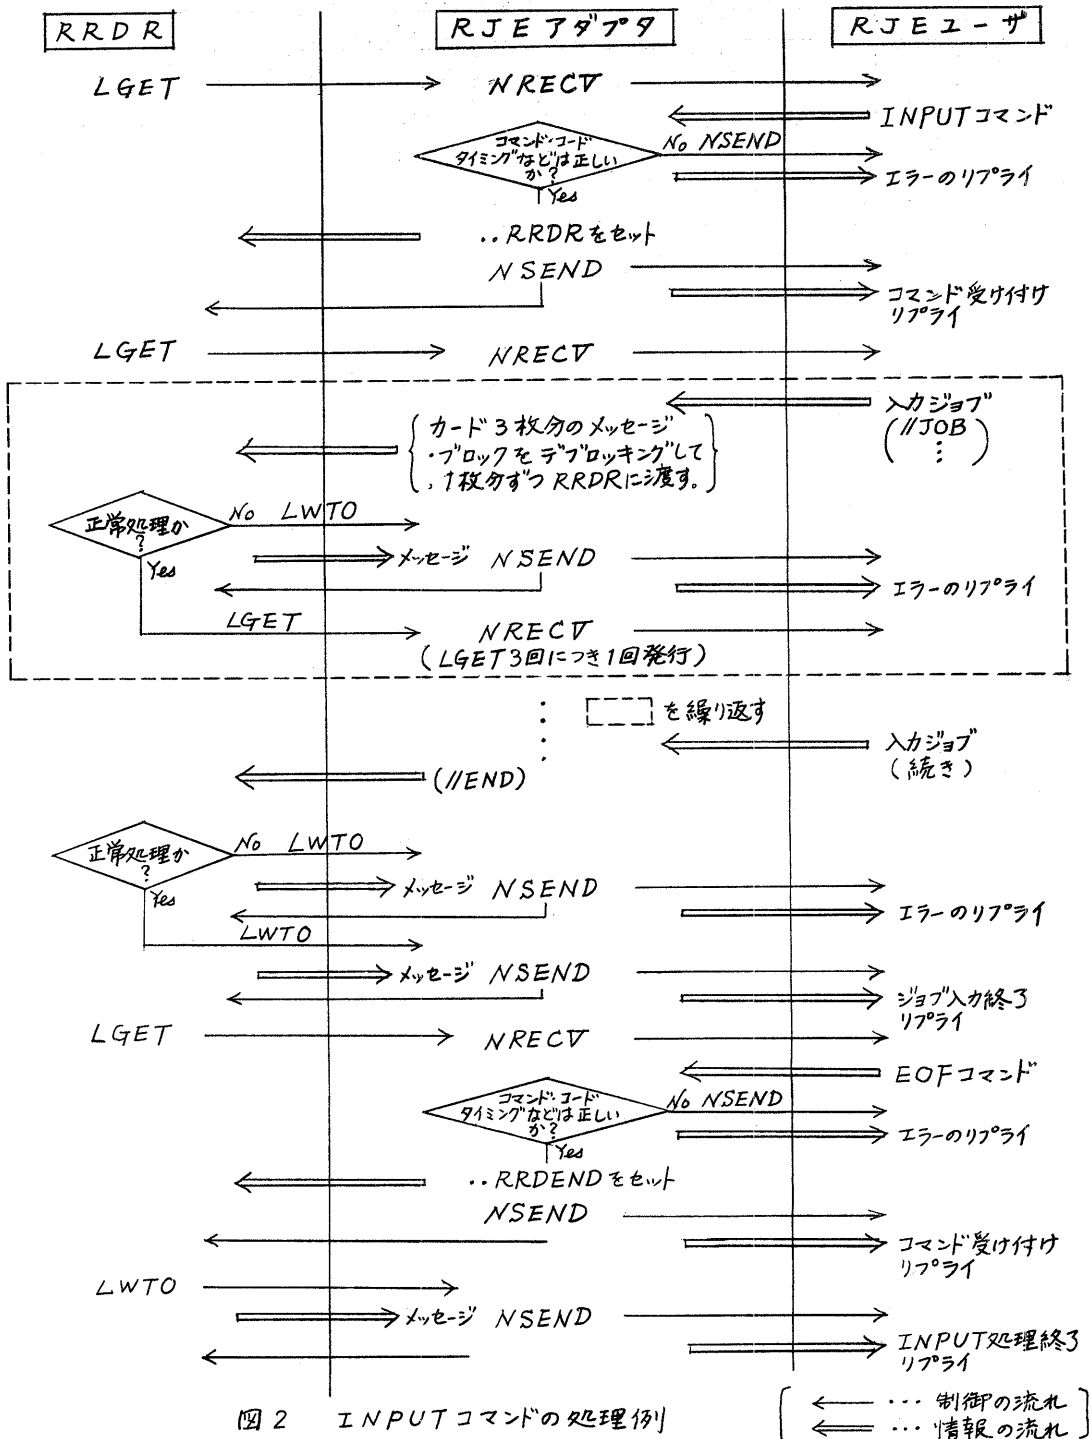 RRDR RJEアダプタ RJEユーザ
LGET NRECV
INPUTコマンド
コマンド・コード
タイミングなどは正しい
か?
No NSEND
Yes
エラーのリプライ
..RRDRをセット
NSEND
コマンド受け付け
リプライ
LGET NRECV
入力ジョブ
(//JOB
⋮)
カード3枚分のメッセージ
・ブロックをデブロッキングして
、1枚分ずつRRDRに渡す。
正常処理か
?
No LWTO
Yes
メッセージ NSEND
エラーのリプライ
LGET NRECV
(LGET3回につき1回発行)
を繰り返す
入力ジョブ
(続き)
(//END)
正常処理か
?
No LWTO
Yes
メッセージ NSEND
エラーのリプライ
LWTO
メッセージ NSEND
ジョブ入力終了
リプライ
LGET NRECV
EOFコマンド
コマンド・コード
タイミングなどは正しい
か?
No NSEND
Yes
エラーのリプライ
..RRDENDをセット
NSEND
コマンド受け付け
リプライ
LWTO
メッセージ NSEND
INPUT処理終了
リプライ
図2 INPUTコマンドの処理例
← … 制御の流れ
⇐ … 情報の流れ